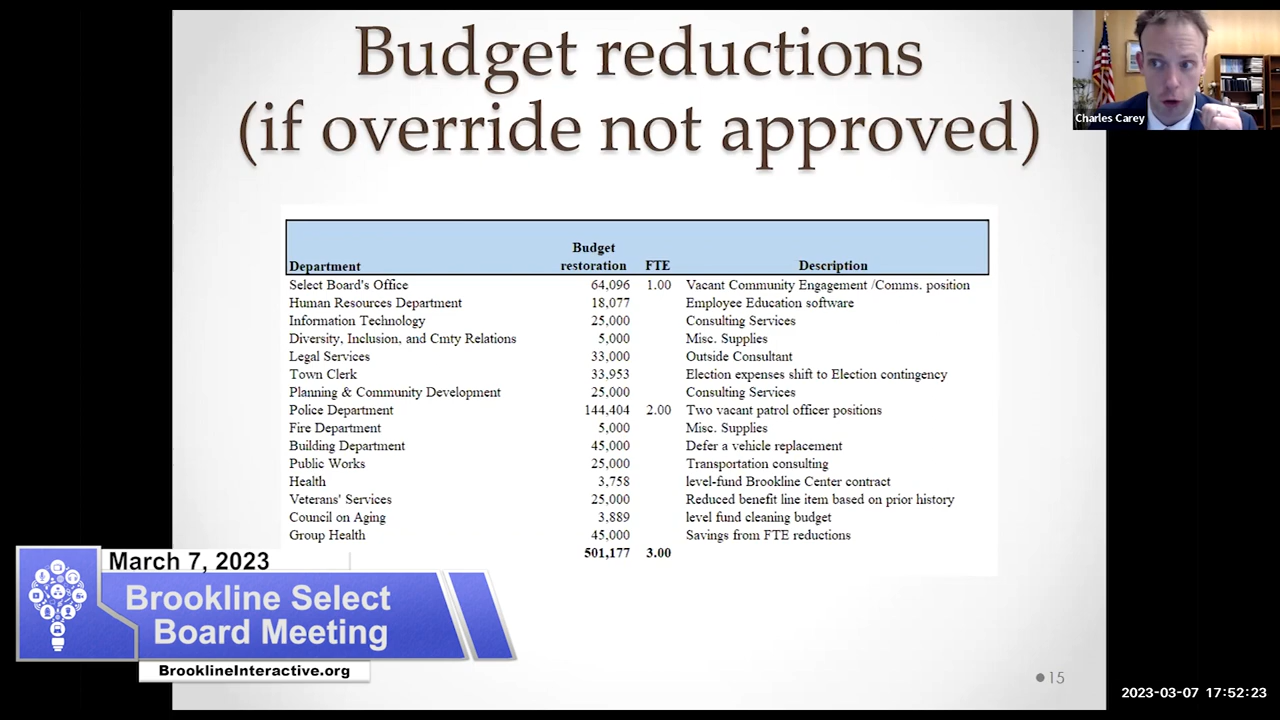 Budget reductions
(if override not approved)
Charles Carey
Budget
Department restoration FTE Description
Select Board's Office 64,096 1.00 Vacant Community Engagement /Comms. position
Human Resources Department 18,077 Employee Education software
Information Technology 25,000 Consulting Services
Diversity, Inclusion, and Cmty Relations 5,000 Misc. Supplies
Legal Services 33,000 Outside Consultant
Town Clerk 33,953 Election expenses shift to Election contingency
Planning & Community Development 25,000 Consulting Services
Police Department 144,404 2.00 Two vacant patrol officer positions
Fire Department 5,000 Misc. Supplies
Building Department 45,000 Defer a vehicle replacement
Public Works 25,000 Transportation consulting
Health 3,758 level-fund Brookline Center contract
Veterans' Services 25,000 Reduced benefit line item based on prior history
Council on Aging 3,889 level fund cleaning budget
Group Health 45,000 Savings from FTE reductions
501,177 3.00
March 7, 2023
Brookline Select
Board Meeting
BrooklineInteractive.org
15
2023-03-07 17:52:23